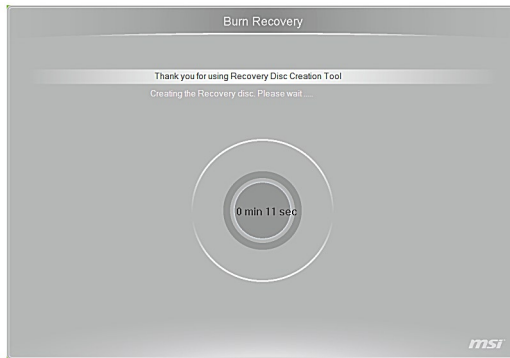 Burn Recovery
Thank you for using Recovery Disc Creation Tool
Creating the Recovery disc. Please wait ....
0 min 11 sec
msi